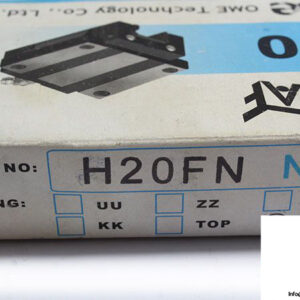 OME Technology Co., Ltd.
O
NO: H20FN N
NG: UU ZZ
KK TOP